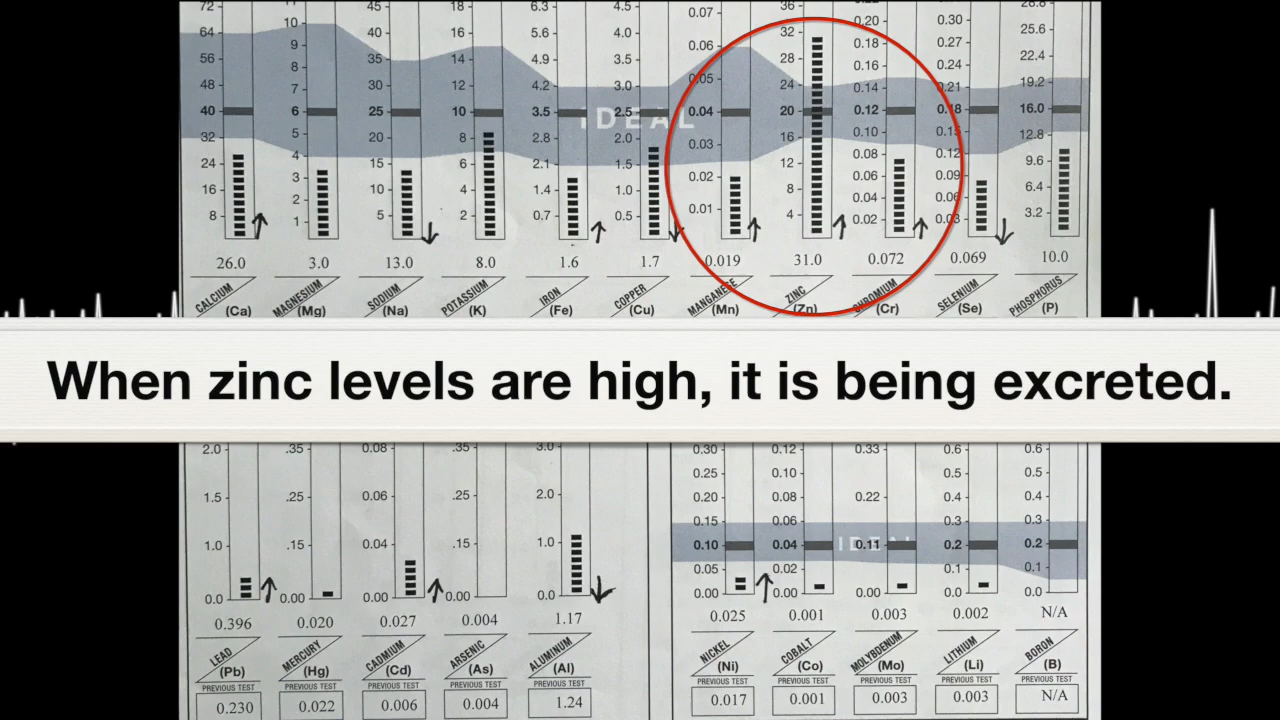 72 45 18 6.3 4.5 0.07 36
10 0.20 0.30 28.8
64 9 40 16 5.6 4.0 32 0.18 0.27 25.6
56 8 35 14 4.9 3.5 0.06 28 0.16 0.24 22.4
48 7 30 12 4.2 3.0 0.05 24 0.14 0.21 19.2
40 6 25 10 3.5 2.5 0.04 20 0.12 0.18 16.0
IDEAL
32 5 20 8 2.8 2.0 0.03 16 0.10 0.15 12.8
24 4 15 6 2.1 1.5 0.02 12 0.08 0.12 9.6
16 3 10 4 1.4 1.0 8 0.06 0.09 6.4
8 2 5 2 0.7 0.5 0.01 4 0.04 0.06 3.2
1 0.02 0.03
26.0 3.0 13.0 8.0 1.6 1.7 0.019 31.0 0.072 0.069 10.0
CALCIUM MAGNESIUM SODIUM POTASSIUM IRON COPPER MANGANESE ZINC CHROMIUM SELENIUM PHOSPHORUS
(Ca) (Mg) (Na) (K) (Fe) (Cu) (Mn) (Zn) (Cr) (Se) (P)
When zinc levels are high, it is being excreted.
2.0 .35 0.08 .35 3.0 0.30 0.12 0.33 0.6 0.6
1.5 .25 0.06 .25 2.0 0.25 0.10 0.5 0.5
0.20 0.08 0.22 0.4 0.4
0.15 0.06 0.3 0.3
1.0 .15 0.04 .15 1.0 0.10 0.04 0.11 0.2 0.2
IDEAL
0.05 0.02 0.1 0.1
0.0 0.00 0.00 0.00 0.0 0.00 0.00 0.00 0.0 0.0
0.396 0.020 0.027 0.004 1.17 0.025 0.001 0.003 0.002 N/A
LEAD MERCURY CADMIUM ARSENIC ALUMINUM NICKEL COBALT MOLYBDENUM LITHIUM BORON
(Pb) (Hg) (Cd) (As) (Al) (Ni) (Co) (Mo) (Li) (B)
PREVIOUS TEST PREVIOUS TEST PREVIOUS TEST PREVIOUS TEST PREVIOUS TEST PREVIOUS TEST PREVIOUS TEST PREVIOUS TEST PREVIOUS TEST PREVIOUS TEST
0.230 0.022 0.006 0.004 1.24 0.017 0.001 0.003 0.003 N/A